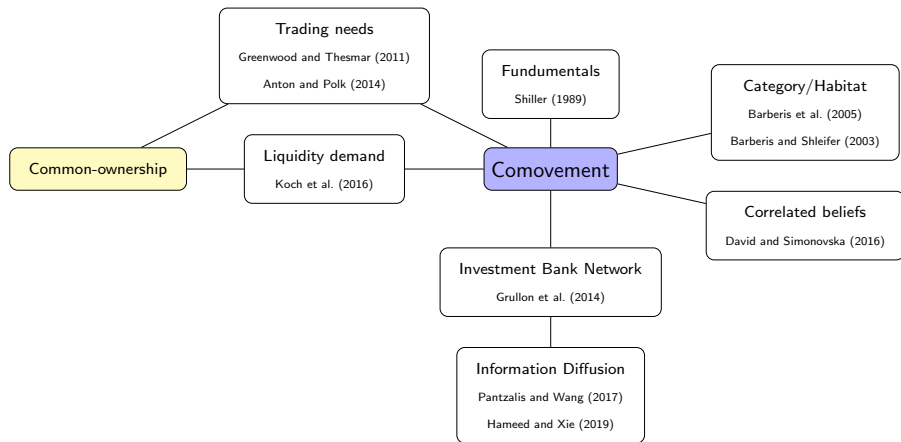 Trading needs
Greenwood and Thesmar (2011)
Anton and Polk (2014)
Fundumentals
Shiller (1989)
Category/Habitat
Barberis et al. (2005)
Barberis and Shleifer (2003)
Common-ownership
Liquidity demand
Koch et al. (2016)
Comovement
Correlated beliefs
David and Simonovska (2016)
Investment Bank Network
Grullon et al. (2014)
Information Diffusion
Pantzalis and Wang (2017)
Hameed and Xie (2019)